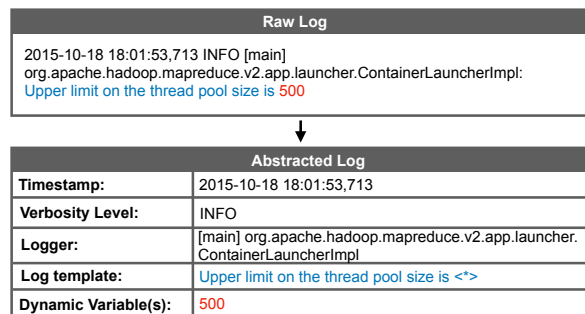 Raw Log
2015-10-18 18:01:53,713 INFO [main]
org.apache.hadoop.mapreduce.v2.app.launcher.ContainerLauncherImpl:
Upper limit on the thread pool size is 500
Abstracted Log
Timestamp: 2015-10-18 18:01:53,713
Verbosity Level: INFO
Logger: [main] org.apache.hadoop.mapreduce.v2.app.launcher.
ContainerLauncherImpl
Log template: Upper limit on the thread pool size is <*>
Dynamic Variable(s): 500